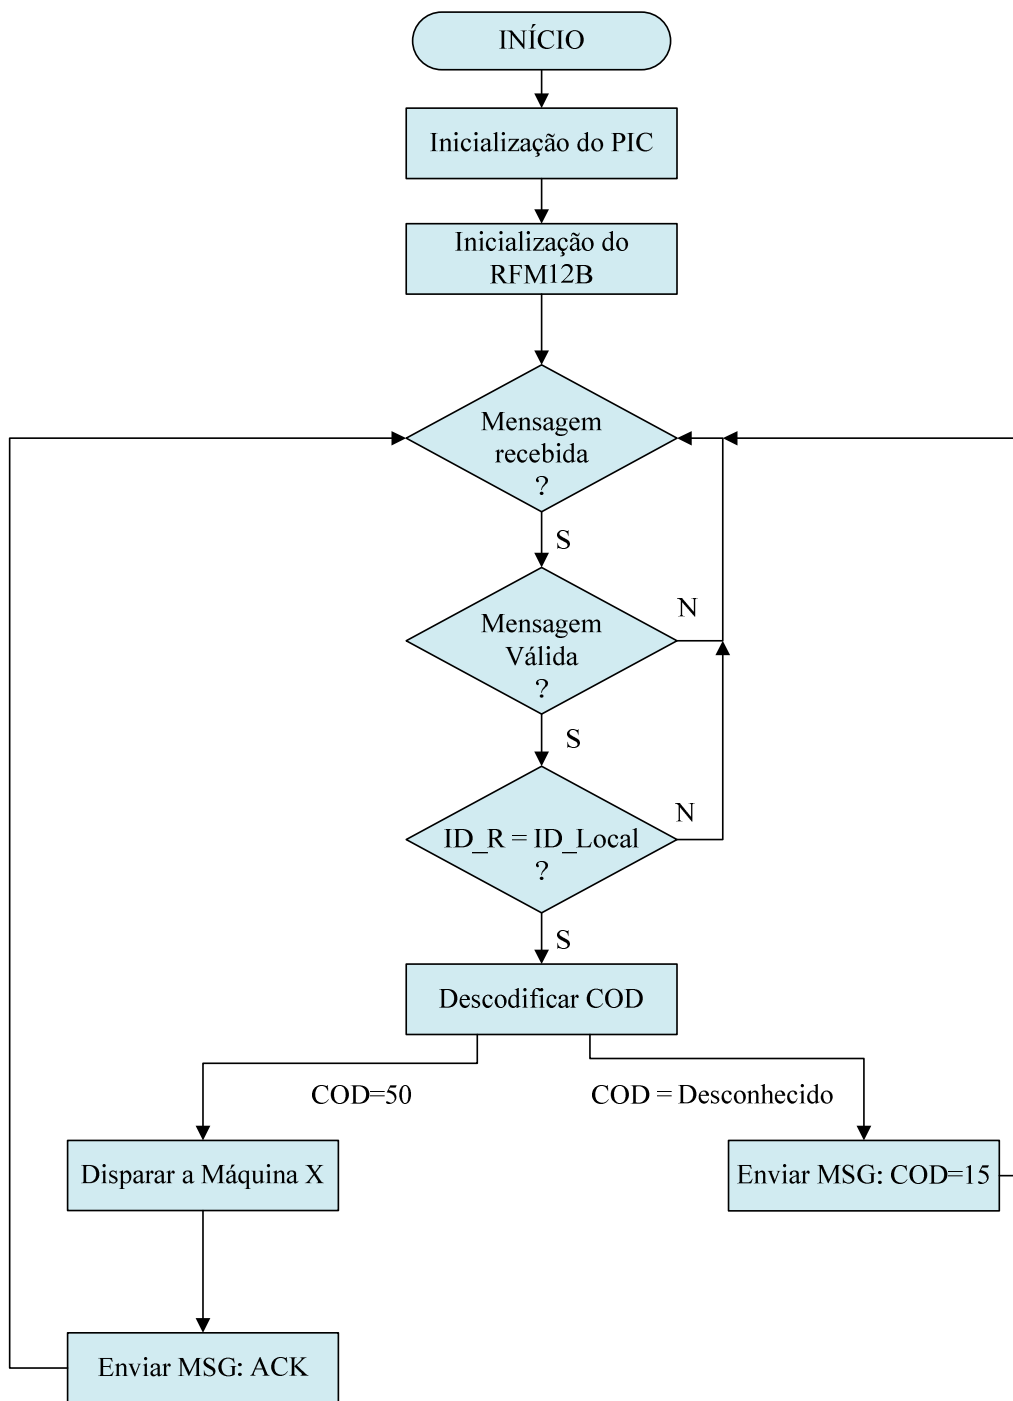 INÍCIO
Inicialização do PIC
Inicialização do
RFM12B
Mensagem
recebida
?
S
Mensagem
Válida
?
N
S
ID_R = ID_Local
?
N
S
Descodificar COD
COD=50
COD = Desconhecido
Disparar a Máquina X
Enviar MSG: COD=15
Enviar MSG: ACK